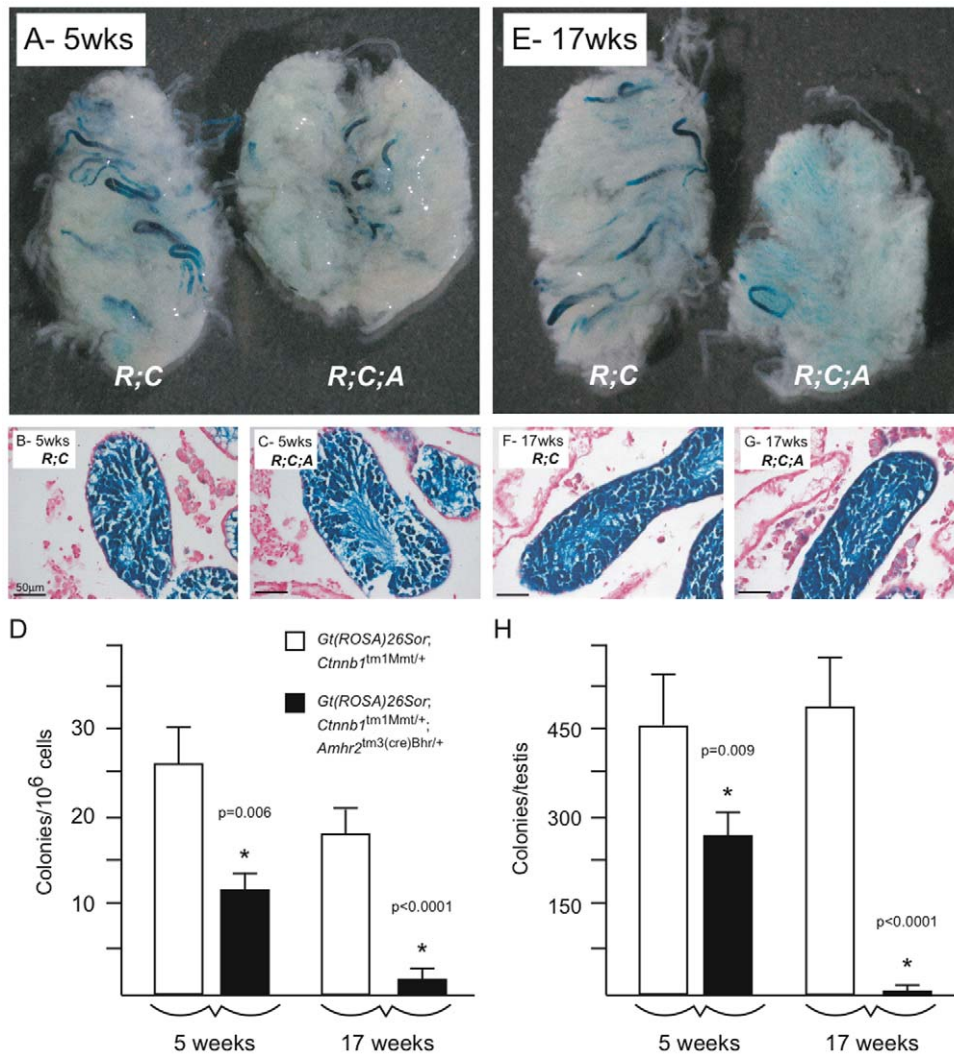 A- 5wks
R;C
R;C;A
E- 17wks
R;C
R;C;A
B- 5wks
R;C
50µm
C- 5wks
R;C;A
F- 17wks
R;C
G- 17wks
R;C;A
D
Gt(ROSA)26Sor;
Ctnnb1tm1Mmt/+
Gt(ROSA)26Sor;
Ctnnb1tm1Mmt/+;
Amhr2tm3(cre)Bhr/+
Colonies/10⁶ cells
30
20
10
p=0.006
*
p<0.0001
*
5 weeks
17 weeks
H
Colonies/testis
450
300
150
p=0.009
*
p<0.0001
*
5 weeks
17 weeks